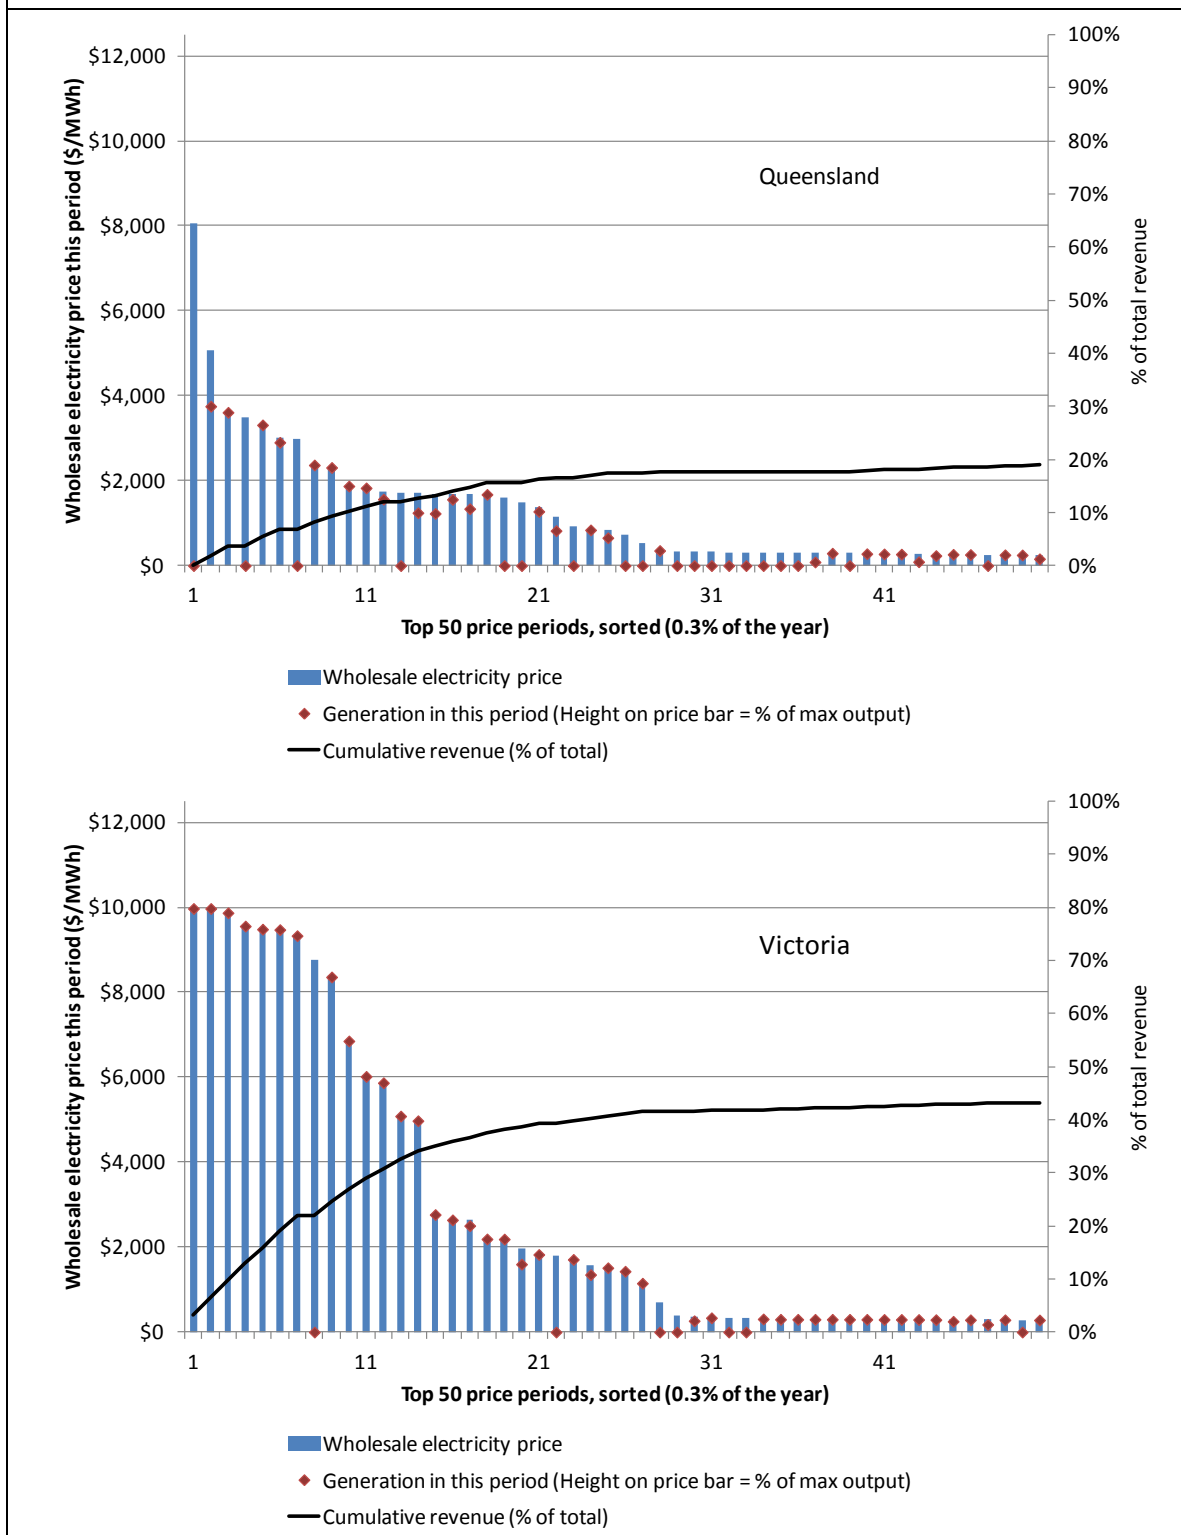 $12,000
$10,000
$8,000
$6,000
$4,000
$2,000
$0
Wholesale electricity price this period ($/MWh)
Queensland
100%
90%
80%
70%
60%
50%
40%
30%
20%
10%
0%
% of total revenue
1 11 21 31 41
Top 50 price periods, sorted (0.3% of the year)
Wholesale electricity price
Generation in this period (Height on price bar = % of max output)
Cumulative revenue (% of total)
$12,000
$10,000
$8,000
$6,000
$4,000
$2,000
$0
Wholesale electricity price this period ($/MWh)
Victoria
100%
90%
80%
70%
60%
50%
40%
30%
20%
10%
0%
% of total revenue
1 11 21 31 41
Top 50 price periods, sorted (0.3% of the year)
Wholesale electricity price
Generation in this period (Height on price bar = % of max output)
Cumulative revenue (% of total)